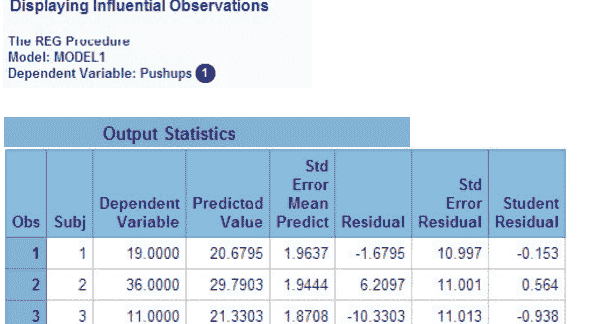 Displaying Influential Observations
The REG Procedure
Model: MODEL1
Dependent Variable: Pushups 1
Output Statistics
Obs Subj Dependent Variable Predicted Value Std Error Mean Predict Residual Std Error Residual Student Residual
1 1 19.0000 20.6795 1.9637 -1.6795 10.997 -0.153
2 2 36.0000 29.7903 1.9444 6.2097 11.001 0.564
3 3 11.0000 21.3303 1.8708 -10.3303 11.013 -0.938